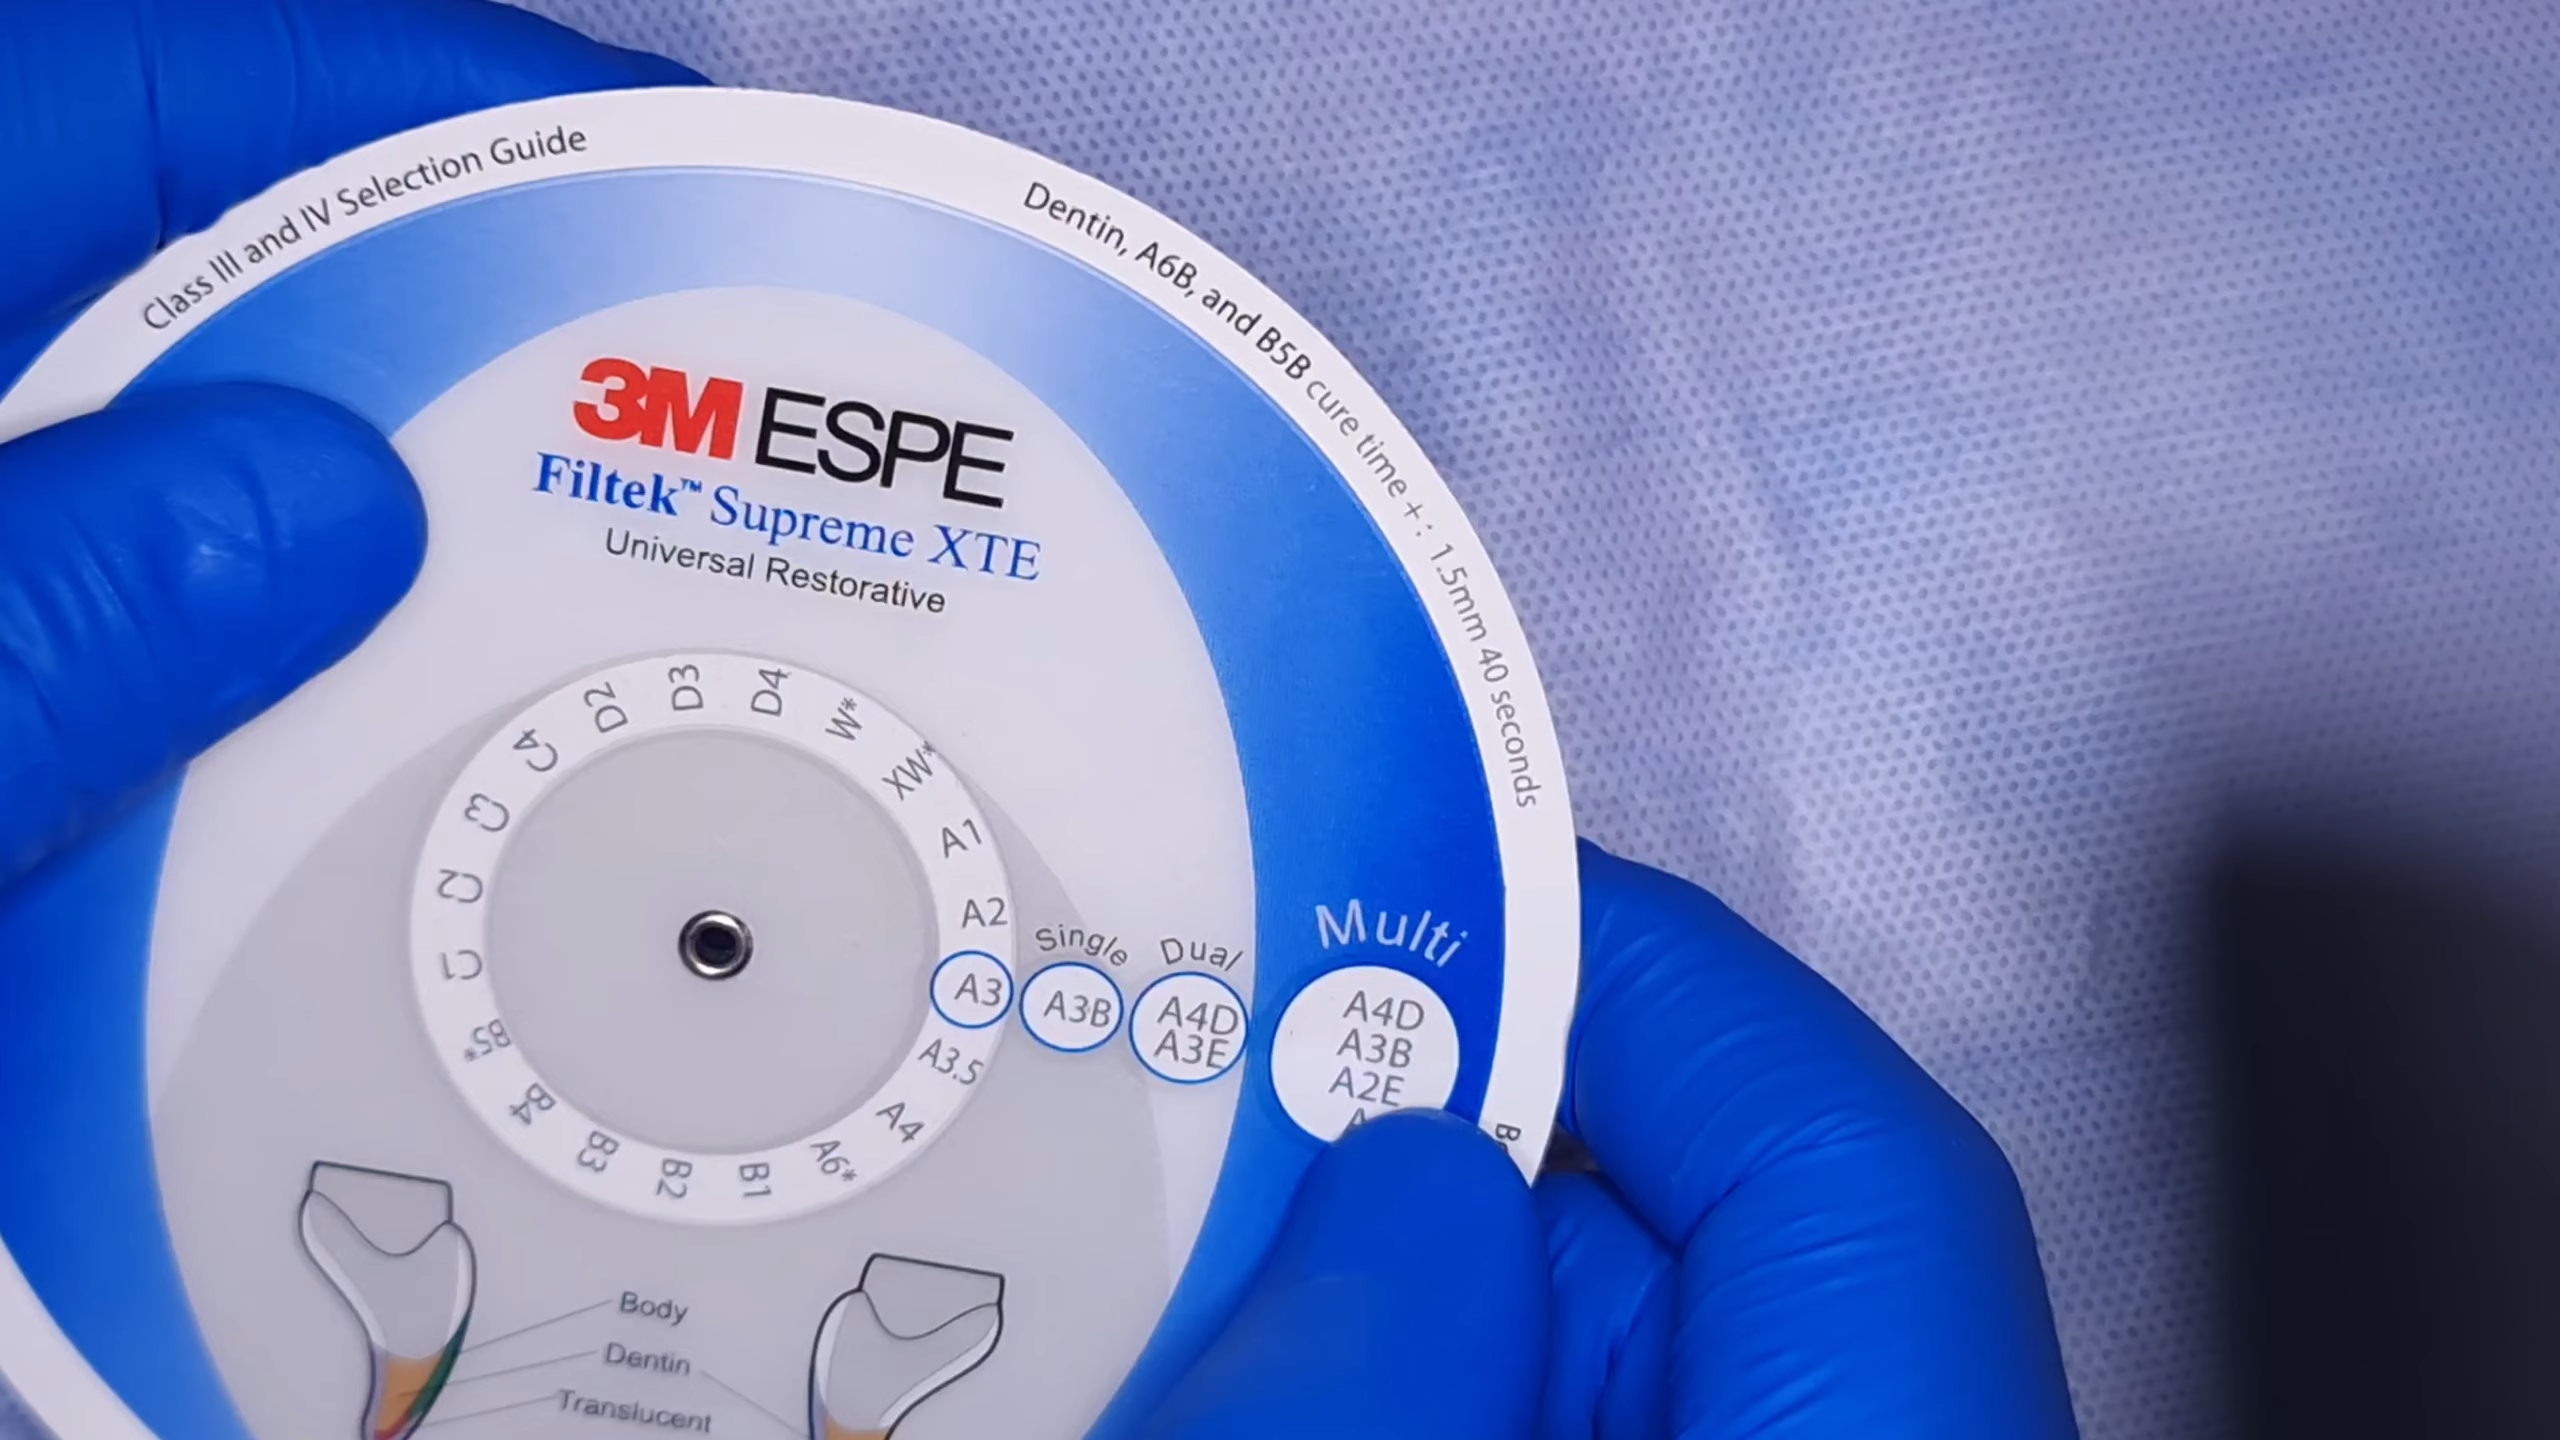 Class III and IV Selection Guide
Dentin, A6B, and B5B cure time +: 1.5mm 40 seconds
3M ESPE
Filtek™ Supreme XTE
Universal Restorative
D2
D3
D4
W*
XW*
A1
A2
A3
A3.5
A4
A6*
B1
B2
B3
B4
B5*
C1
C2
C3
C4
Single
A3B
Dual
A4D
A3E
Multi
A4D
A3B
A2E
Body
Dentin
Translucent